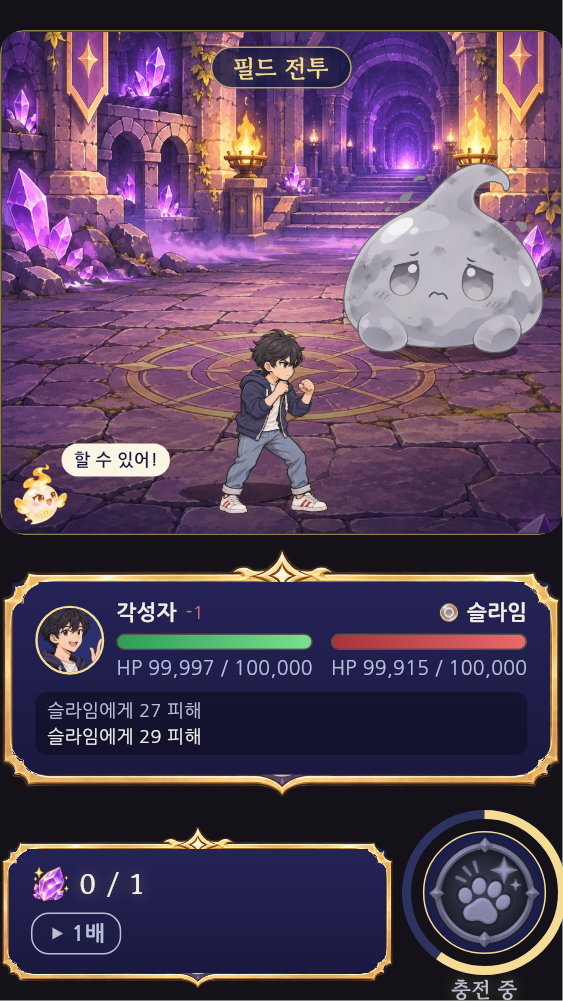 필드 전투
할 수 있어!
각성자 -1
슬라임
HP 99,997 / 100,000
HP 99,915 / 100,000
슬라임에게 27 피해
슬라임에게 29 피해
0 / 1
▶ 1배
충전 중